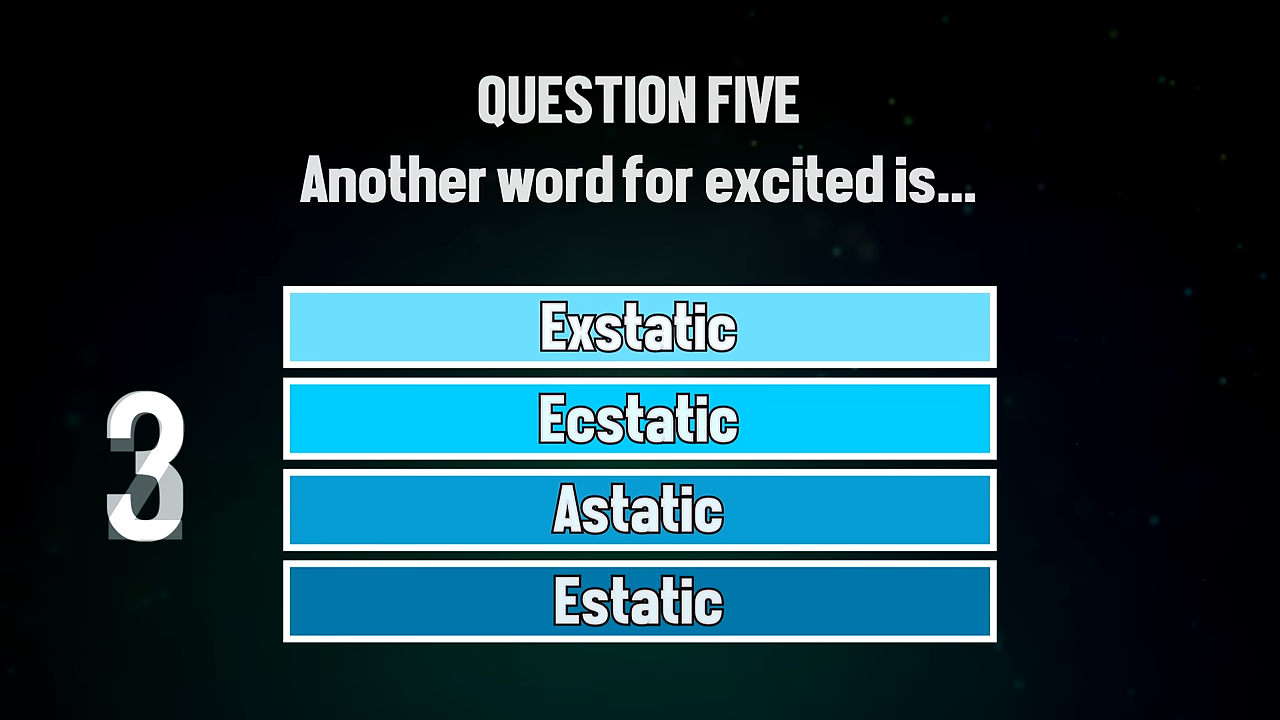 QUESTION FIVE
Another word for excited is...
Exstatic
Ecstatic
3
Astatic
Estatic